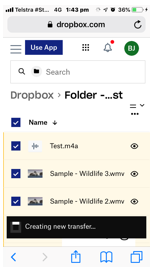 Telstra #St... 4G 1:43 pm 36%
dropbox.com
Use App
BJ
Search
Dropbox › Folder -...st
Name ↓
Test.m4a
Sample - Wildlife 3.wmv
Sample - Wildlife 2.wmv
Creating new transfer...